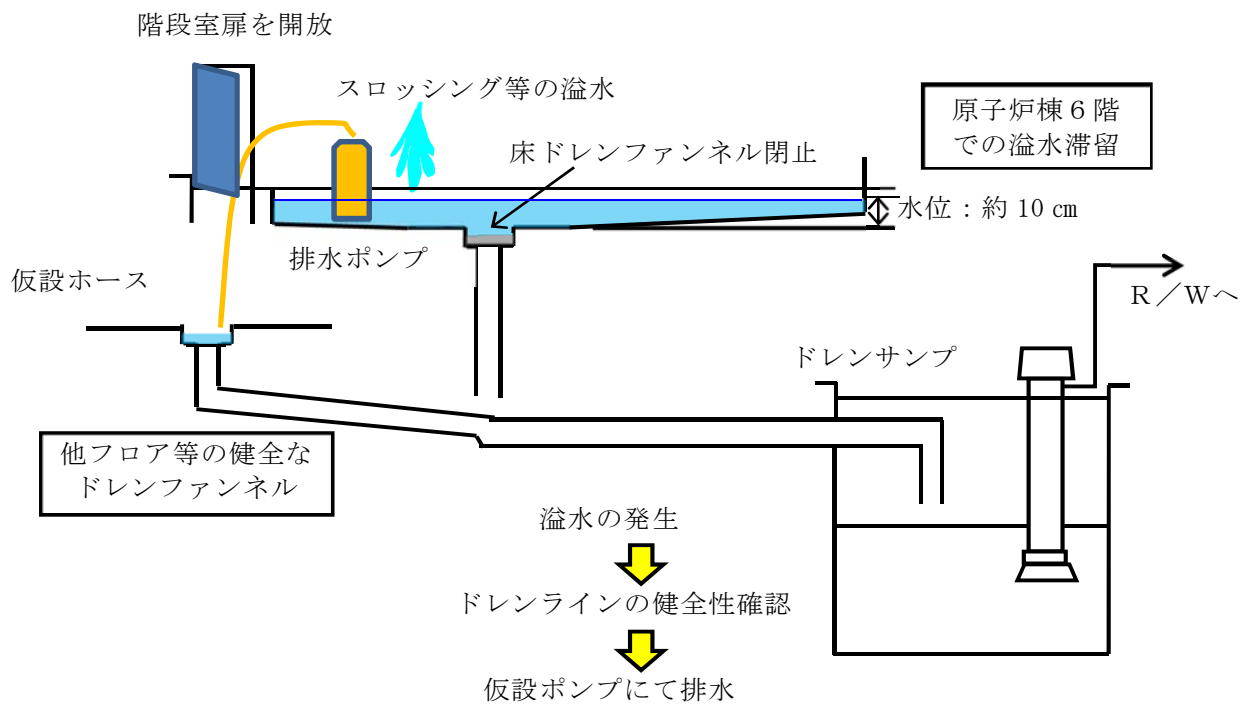 階段室扉を開放
スロッシング等の溢水
原子炉棟６階
での溢水滞留
床ドレンファンネル閉止
水位：約 10 ㎝
排水ポンプ
仮設ホース
Ｒ／Ｗへ
ドレンサンプ
他フロア等の健全な
ドレンファンネル
溢水の発生
ドレンラインの健全性確認
仮設ポンプにて排水